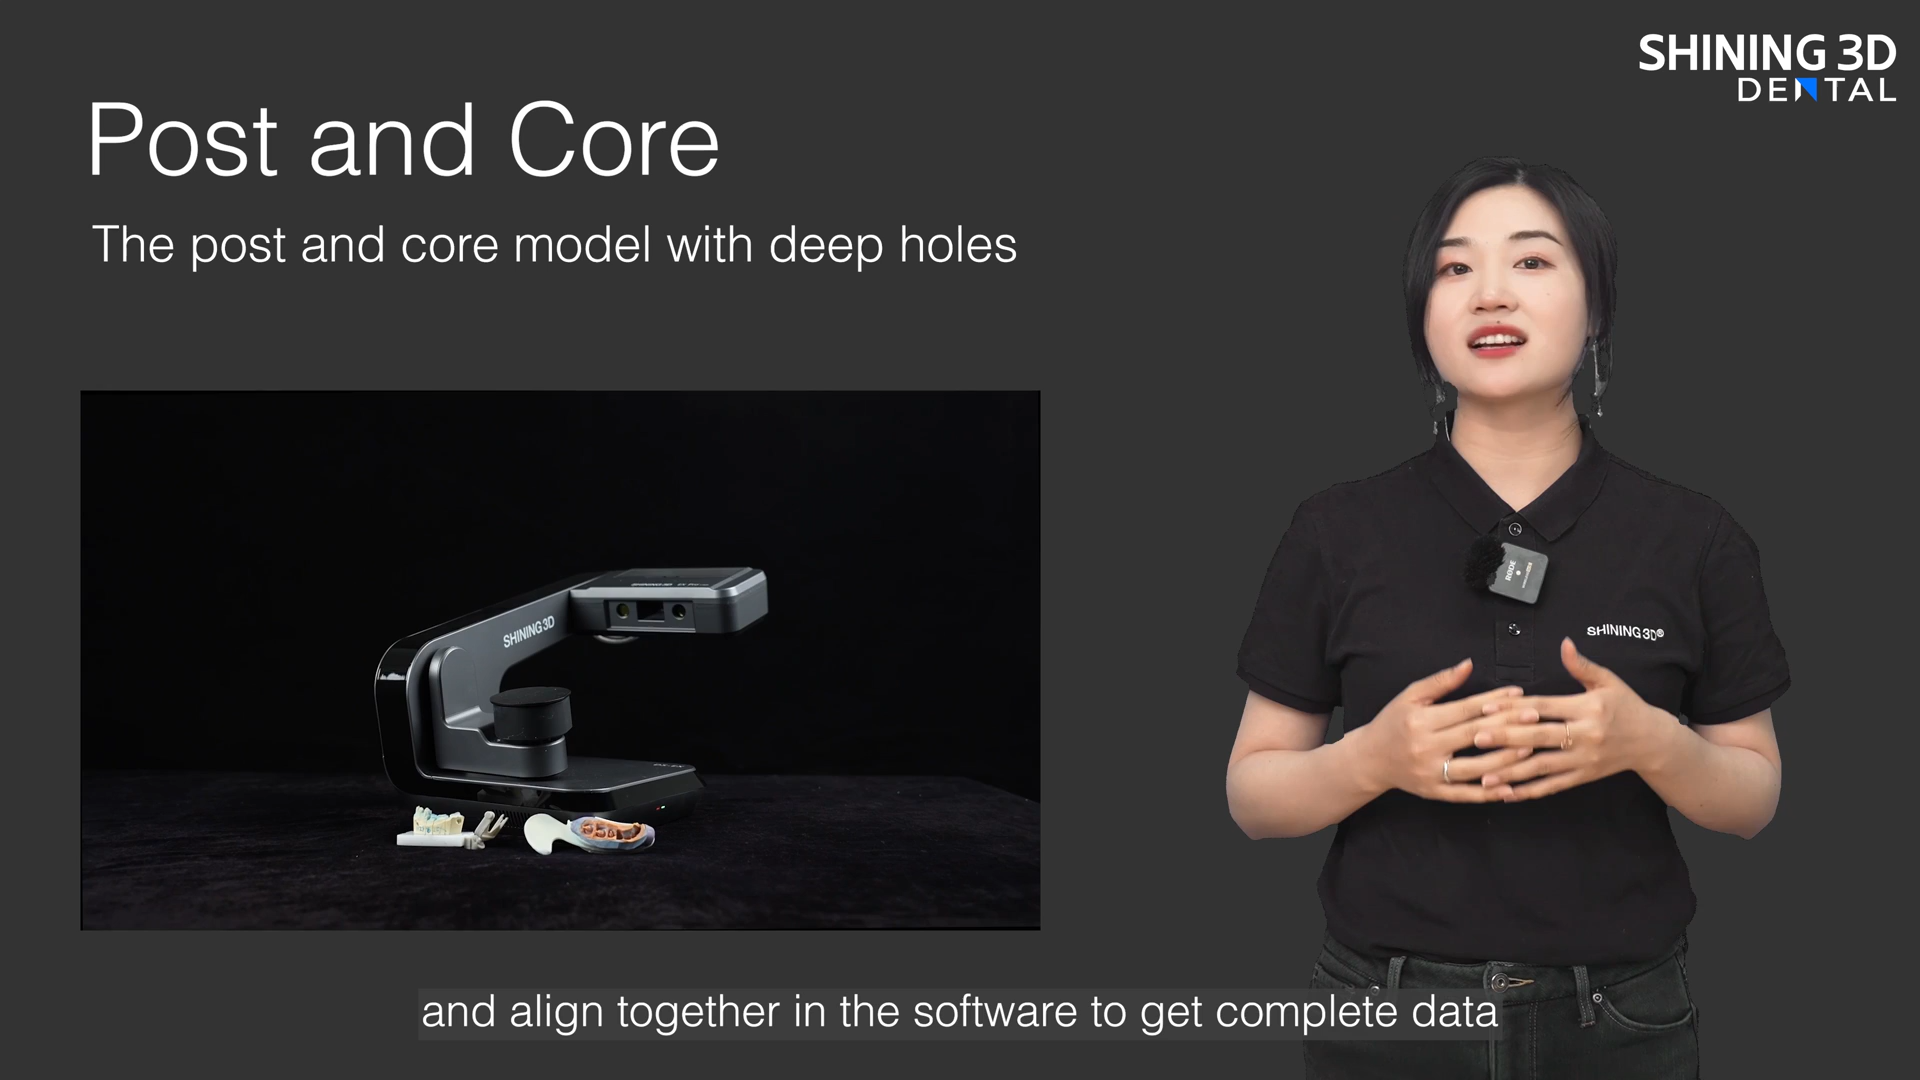 SHINING 3D
DENTAL
Post and Core
The post and core model with deep holes
SHINING 3D
RODE
SHINING 3D®
and align together in the software to get complete data